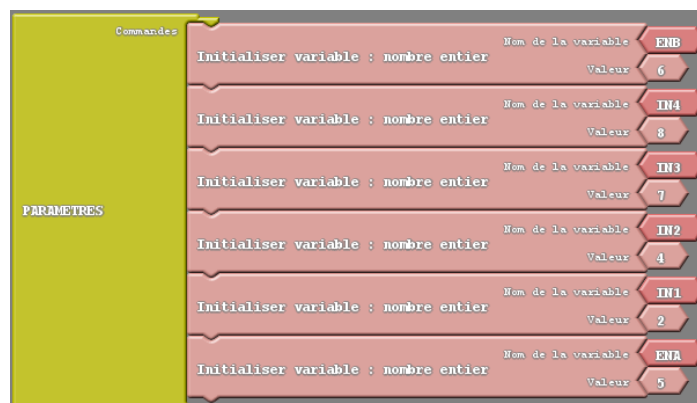 Commandes
Initialiser variable : nombre entier
Nom de la variable ENB
Valeur 6
Initialiser variable : nombre entier
Nom de la variable IN4
Valeur 8
Initialiser variable : nombre entier
Nom de la variable IN3
Valeur 7
PARAMETRES
Initialiser variable : nombre entier
Nom de la variable IN2
Valeur 4
Initialiser variable : nombre entier
Nom de la variable IN1
Valeur 2
Initialiser variable : nombre entier
Nom de la variable ENA
Valeur 5